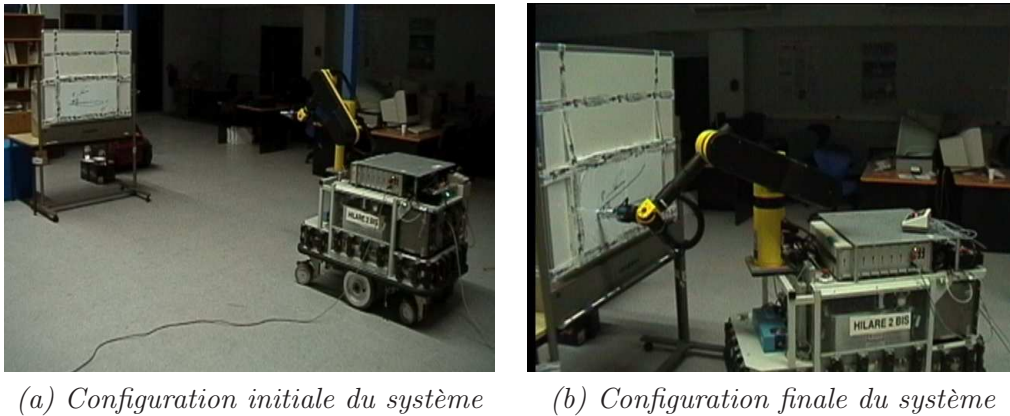 HILARE 2 BIS
HILARE 2 BIS
(a) Configuration initiale du système
(b) Configuration finale du système